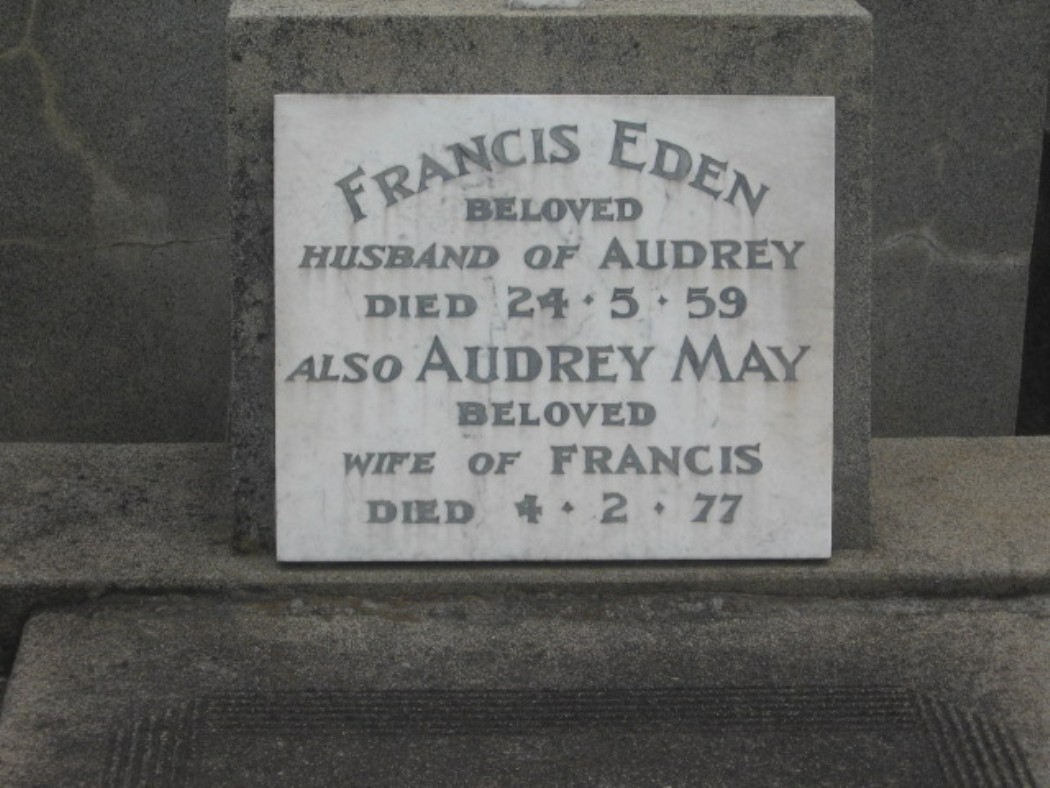 FRANCIS EDEN
BELOVED
HUSBAND OF AUDREY
DIED 24·5·59
ALSO AUDREY MAY
BELOVED
WIFE OF FRANCIS
DIED 4·2·77